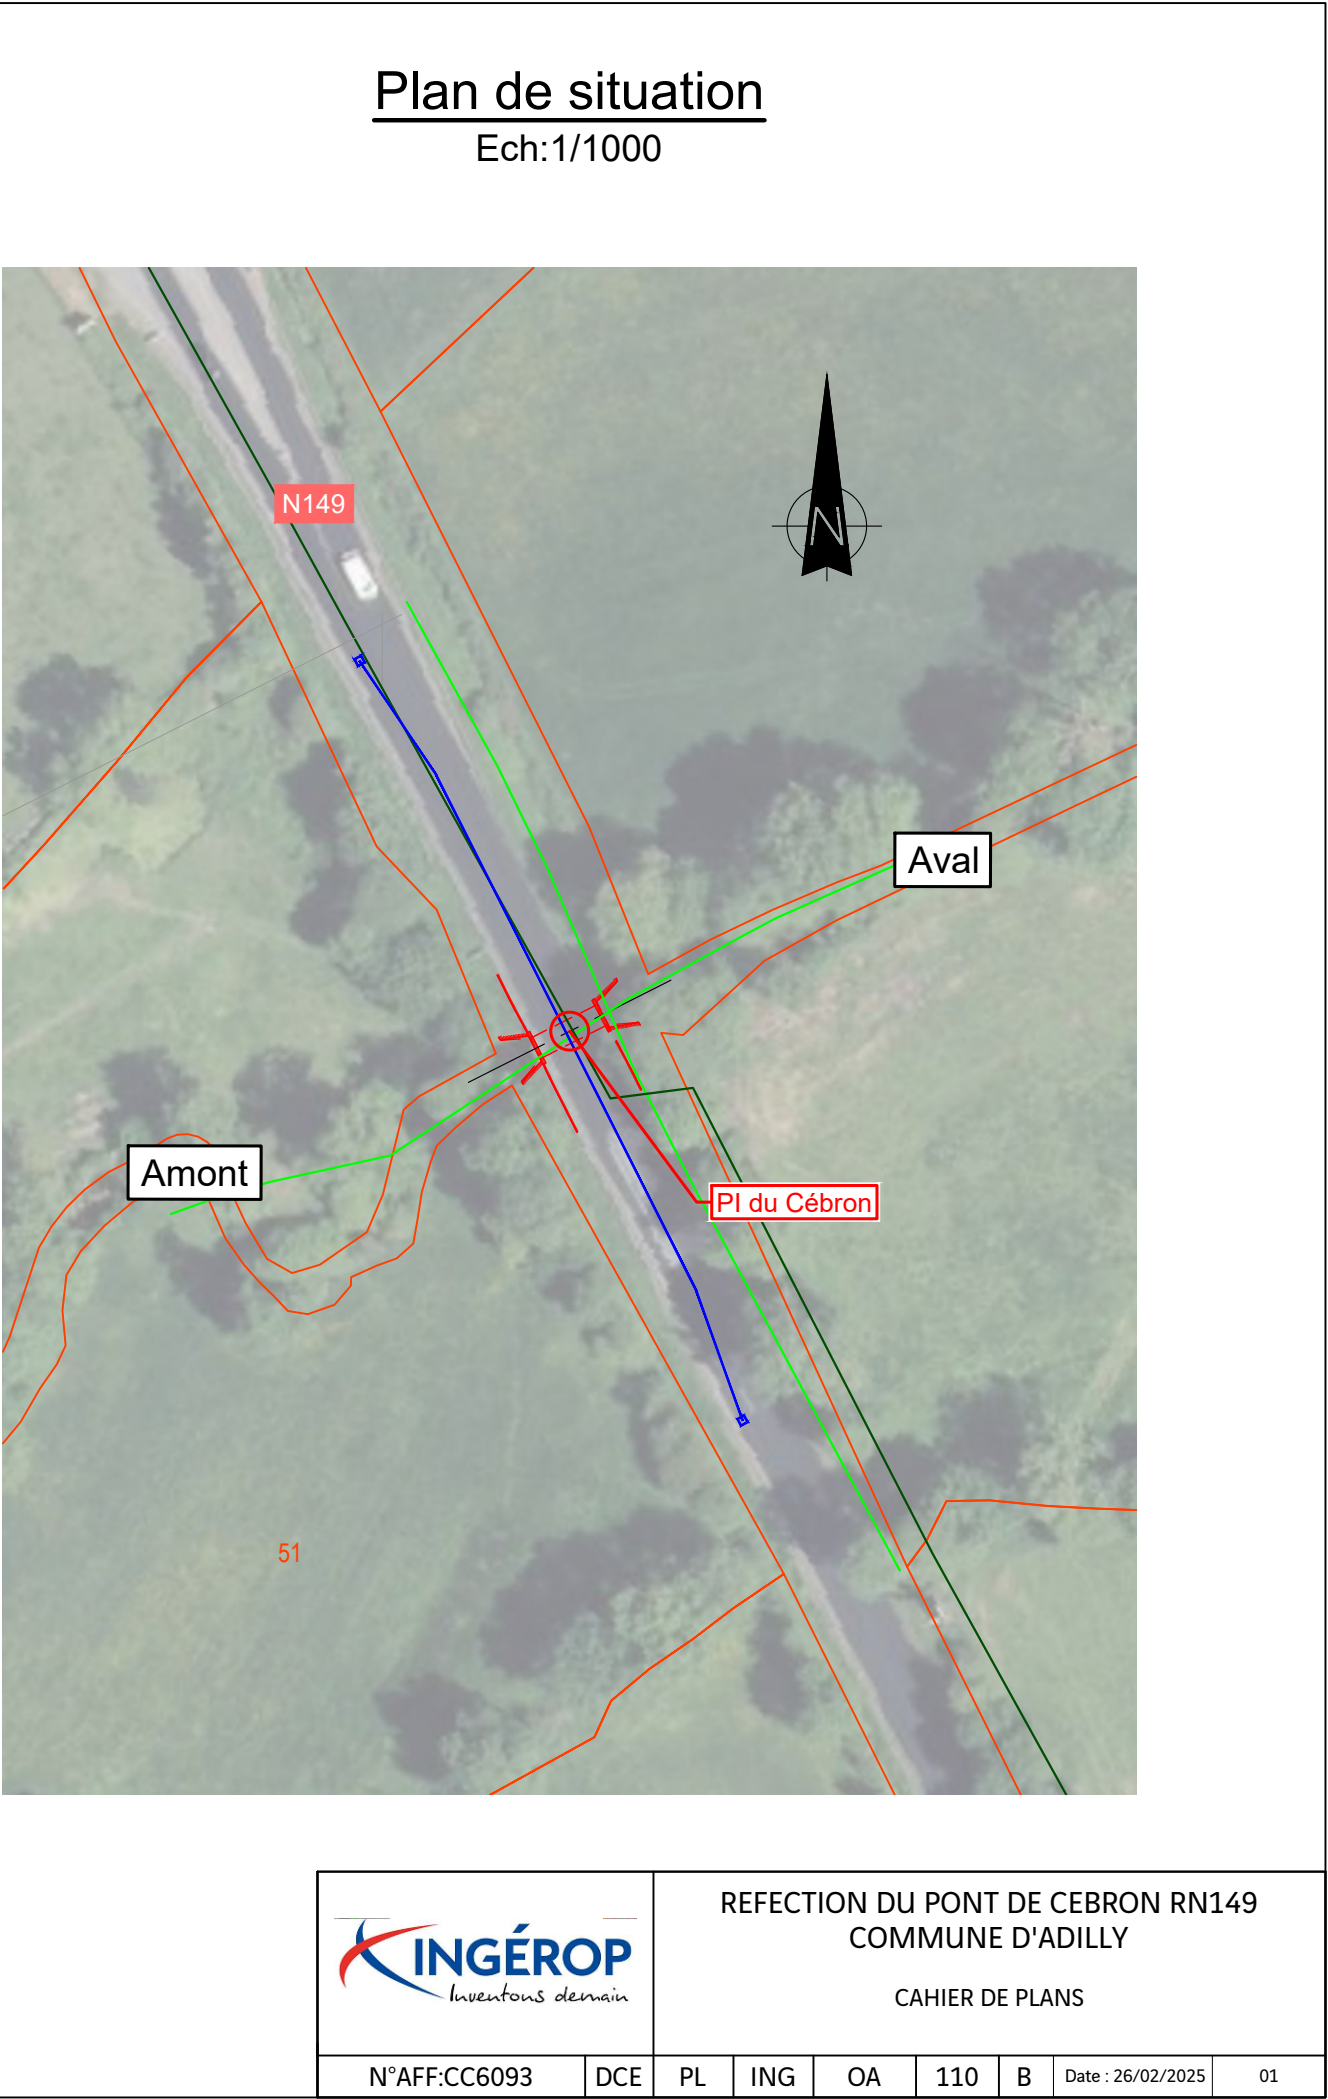 Plan de situation
Ech:1/1000
N149
N
Aval
Amont
PI du Cébron
51
INGÉROP
Inventons demain
REFECTION DU PONT DE CEBRON RN149
COMMUNE D'ADILLY
CAHIER DE PLANS
N°AFF:CC6093 DCE PL ING OA 110 B Date : 26/02/2025 01